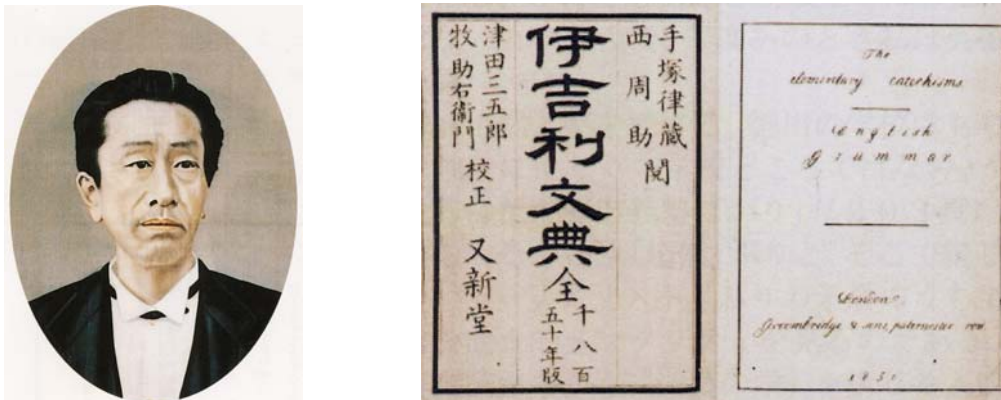 手塚律蔵
西周助 閲
伊吉利文典 全
千八百
五十年版
津田三五郎
牧助右衛門 校正
又新堂
The
elementary catechisms
English
Grammar
London
Groombridge & sons, paternoster row